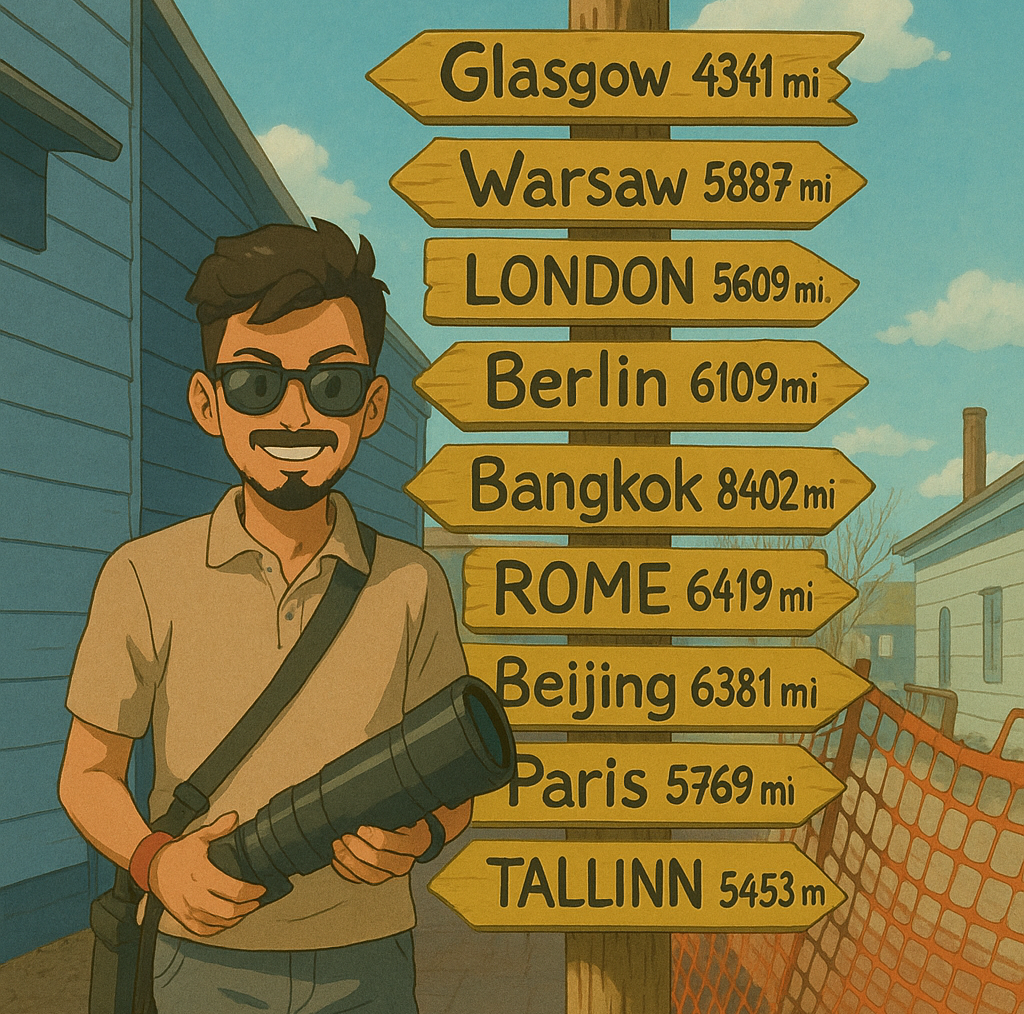 Glasgow 4341 mi
Warsaw 5887 mi
LONDON 5609 mi.
Berlin 6109 mi
Bangkok 8402 mi
ROME 6419 mi
Beijing 6381 mi
Paris 5769 mi
TALLINN 5453 m